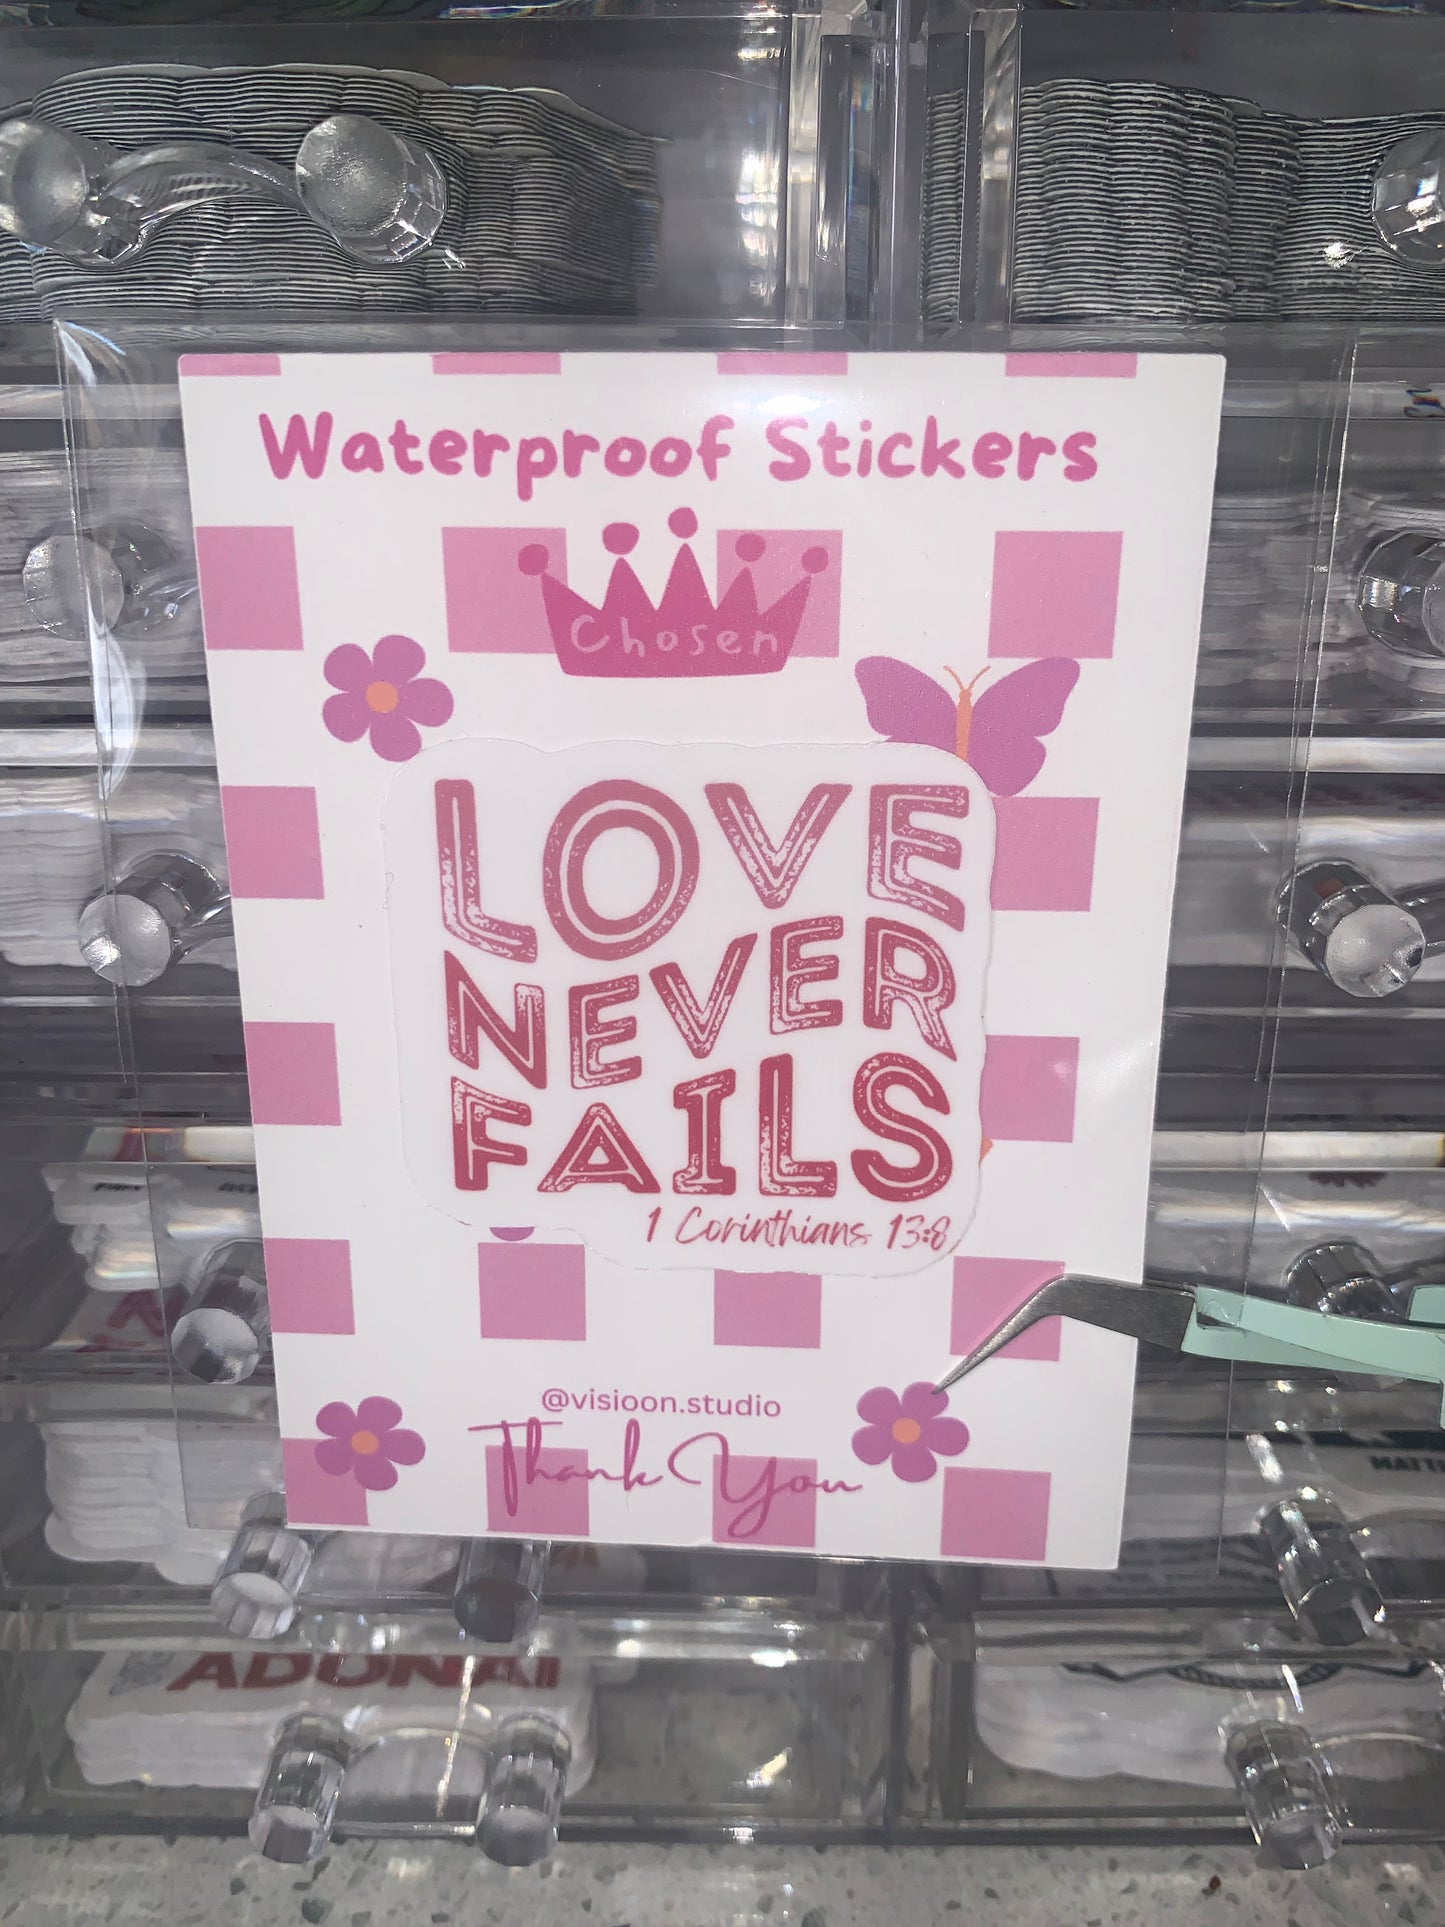 Waterproof Stickers
Chosen
LOVE
NEVER
FAILS
1 Corinthians 13:8
@visioon.studio
Thank You
ADONAI